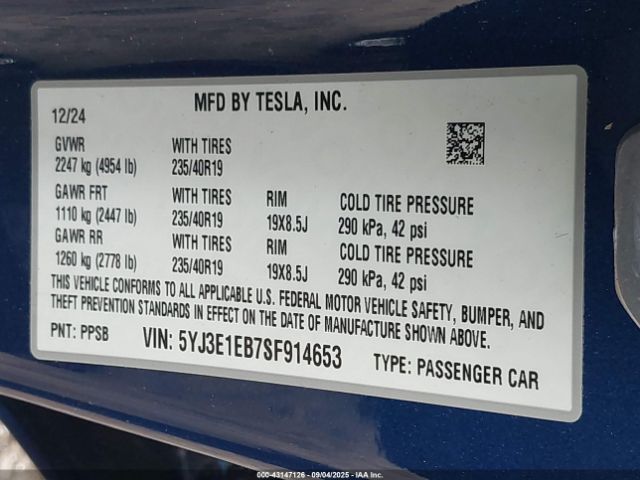 MFD BY TESLA, INC.
12/24
GVWR WITH TIRES
2247 kg (4954 lb) 235/40R19
GAWR FRT WITH TIRES RIM COLD TIRE PRESSURE
1110 kg (2447 lb) 235/40R19 19X8.5J 290 kPa, 42 psi
GAWR RR WITH TIRES RIM COLD TIRE PRESSURE
1260 kg (2778 lb) 235/40R19 19X8.5J 290 kPa, 42 psi
THIS VEHICLE CONFORMS TO ALL APPLICABLE U.S. FEDERAL MOTOR VEHICLE SAFETY, BUMPER, AND
THEFT PREVENTION STANDARDS IN EFFECT ON THE DATE OF MANUFACTURE SHOWN ABOVE.
PNT: PPSB VIN: 5YJ3E1EB7SF914653 TYPE: PASSENGER CAR
000-43147126 - 09/04/2025 - IAA Inc.